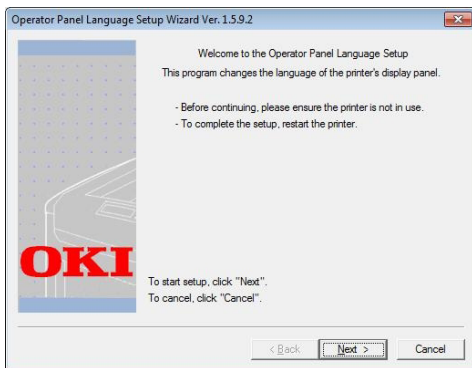 Operator Panel Language Setup Wizard Ver. 1.5.9.2
Welcome to the Operator Panel Language Setup
This program changes the language of the printer's display panel.
- Before continuing, please ensure the printer is not in use.
- To complete the setup, restart the printer.
OKI
To start setup, click "Next".
To cancel, click "Cancel".
< Back
Next >
Cancel